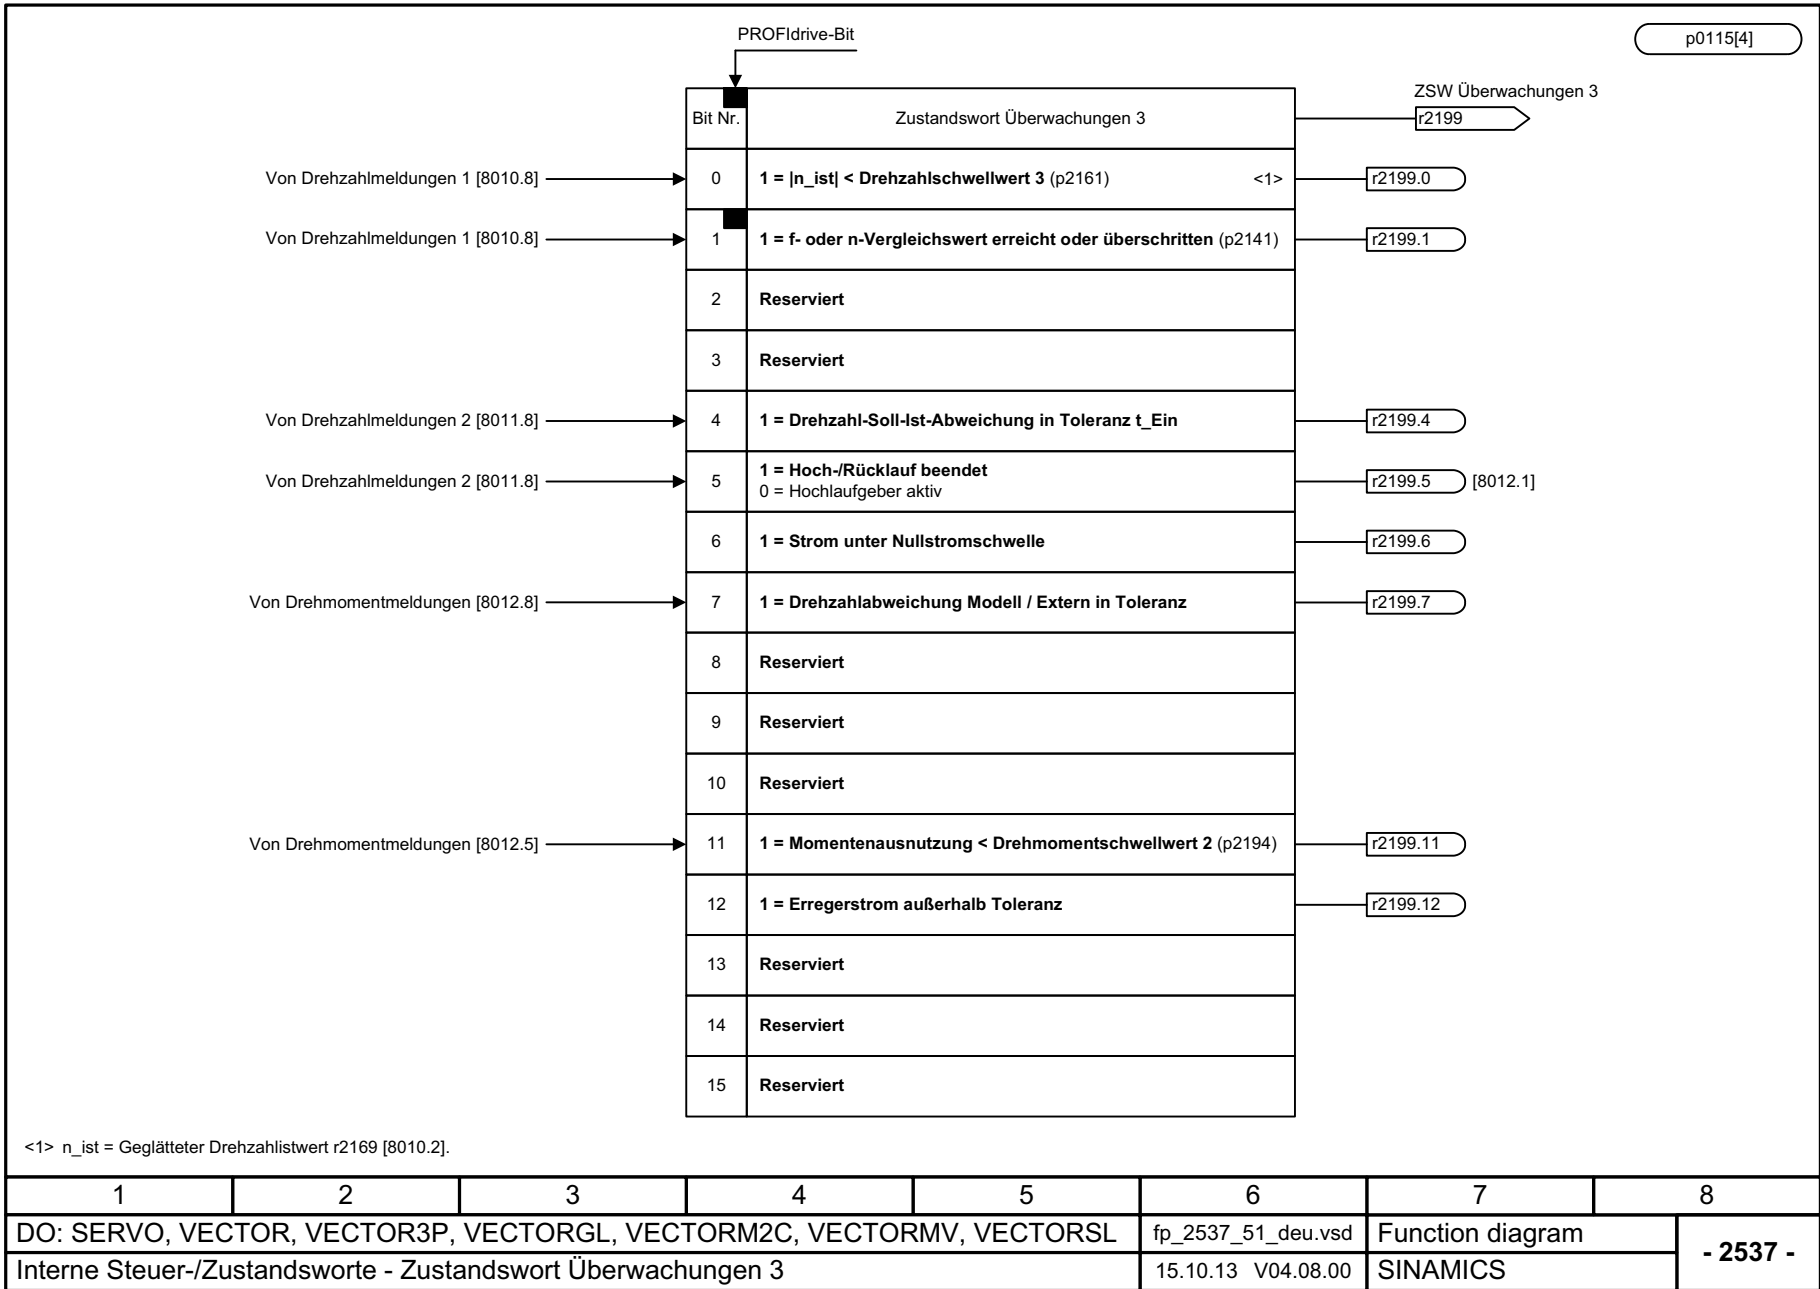 PROFIdrive-Bit
p0115[4]
ZSW Überwachungen 3
Bit Nr. Zustandswort Überwachungen 3 r2199
Von Drehzahlmeldungen 1 [8010.8] 0 1 = |n_ist| < Drehzahlschwellwert 3 (p2161) <1> r2199.0
Von Drehzahlmeldungen 1 [8010.8] 1 1 = f- oder n-Vergleichswert erreicht oder überschritten (p2141) r2199.1
2 Reserviert
3 Reserviert
Von Drehzahlmeldungen 2 [8011.8] 4 1 = Drehzahl-Soll-Ist-Abweichung in Toleranz t_Ein r2199.4
Von Drehzahlmeldungen 2 [8011.8] 5 1 = Hoch-/Rücklauf beendet r2199.5 [8012.1]
0 = Hochlaufgeber aktiv
6 1 = Strom unter Nullstromschwelle r2199.6
Von Drehmomentmeldungen [8012.8] 7 1 = Drehzahlabweichung Modell / Extern in Toleranz r2199.7
8 Reserviert
9 Reserviert
10 Reserviert
Von Drehmomentmeldungen [8012.5] 11 1 = Momentenausnutzung < Drehmomentschwellwert 2 (p2194) r2199.11
12 1 = Erregerstrom außerhalb Toleranz r2199.12
13 Reserviert
14 Reserviert
15 Reserviert
<1> n_ist = Geglätteter Drehzahlistwert r2169 [8010.2].
1 2 3 4 5 6 7 8
DO: SERVO, VECTOR, VECTOR3P, VECTORGL, VECTORM2C, VECTORMV, VECTORSL fp_2537_51_deu.vsd Function diagram - 2537 -
Interne Steuer-/Zustandsworte - Zustandswort Überwachungen 3 15.10.13 V04.08.00 SINAMICS